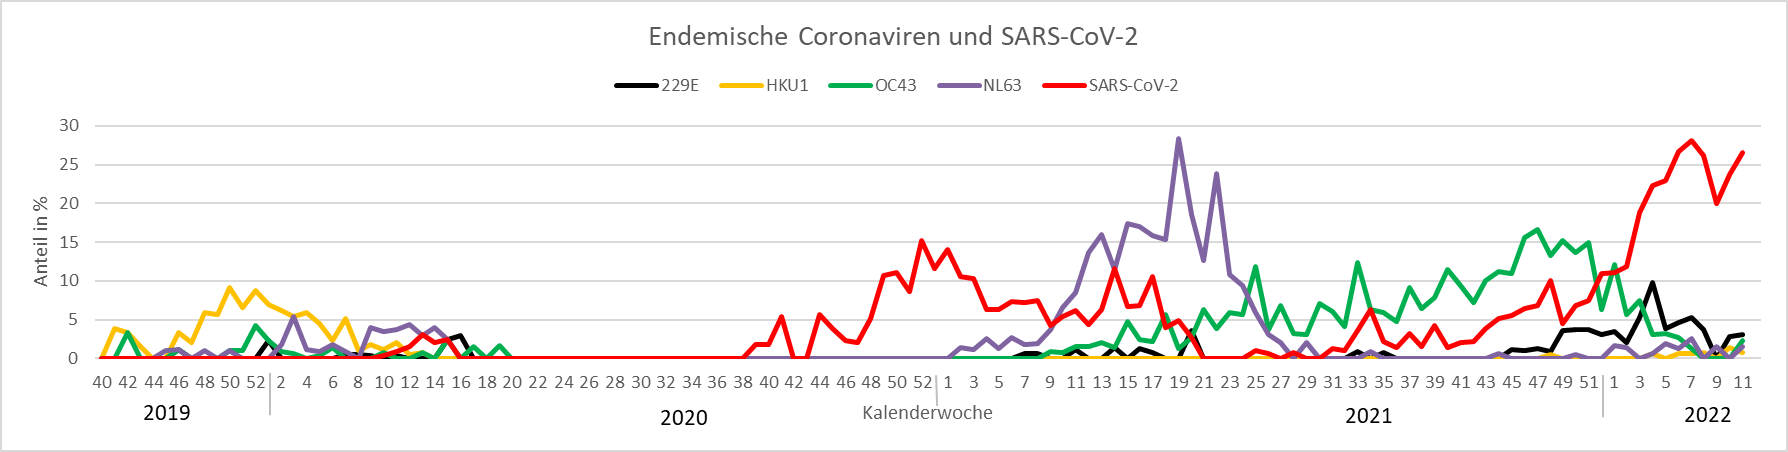 Endemische Coronaviren und SARS-CoV-2
229E HKU1 OC43 NL63 SARS-CoV-2
Anteil in %
30
25
20
15
10
5
0
40 42 44 46 48 50 52 2 4 6 8 10 12 14 16 18 20 22 24 26 28 30 32 34 36 38 40 42 44 46 48 50 52 1 3 5 7 9 11 13 15 17 19 21 23 25 27 29 31 33 35 37 39 41 43 45 47 49 51 1 3 5 7 9 11
2019 2020 Kalenderwoche 2021 2022